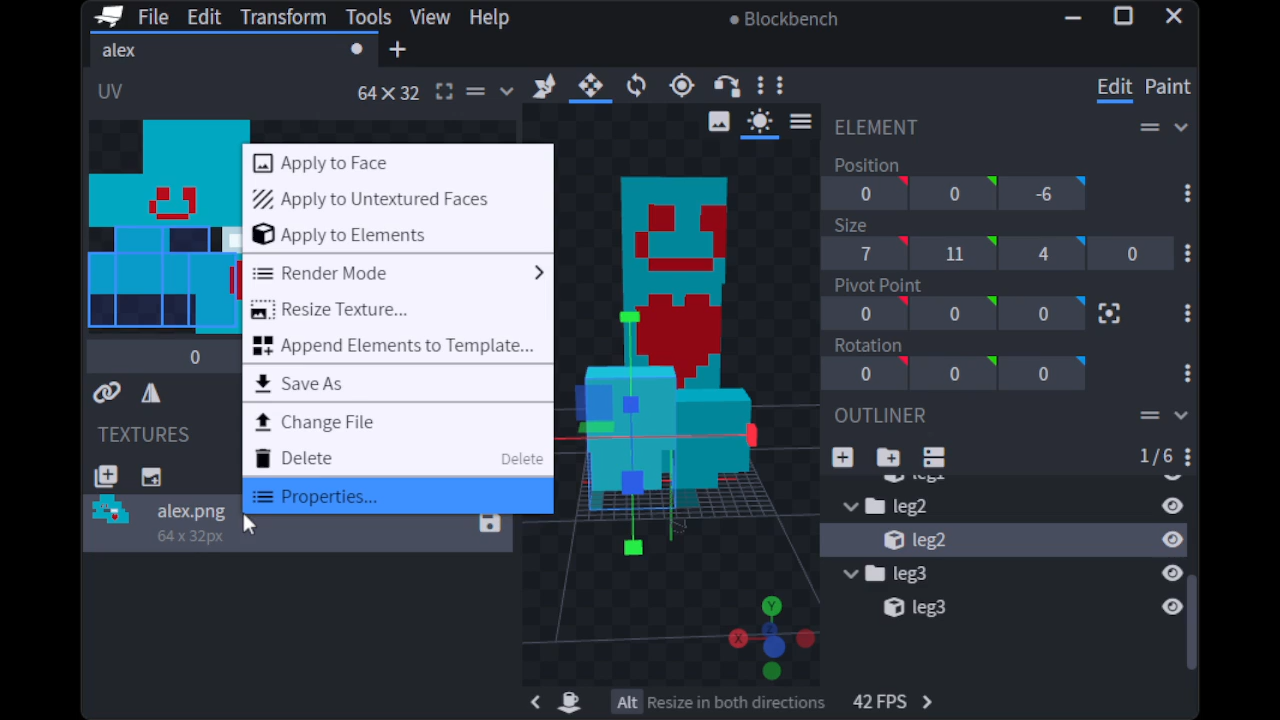 File Edit Transform Tools View Help
Blockbench
alex
UV
64 × 32
Edit Paint
ELEMENT
Position
0 0 -6
Size
7 11 4 0
Pivot Point
0 0 0
Rotation
0 0 0
OUTLINER
1 / 6
leg1
leg2
leg2
leg3
leg3
0
TEXTURES
alex.png
64 x 32px
Apply to Face
Apply to Untextured Faces
Apply to Elements
Render Mode
Resize Texture...
Append Elements to Template...
Save As
Change File
Delete Delete
Properties...
Y
X
Z
Alt Resize in both directions
42 FPS